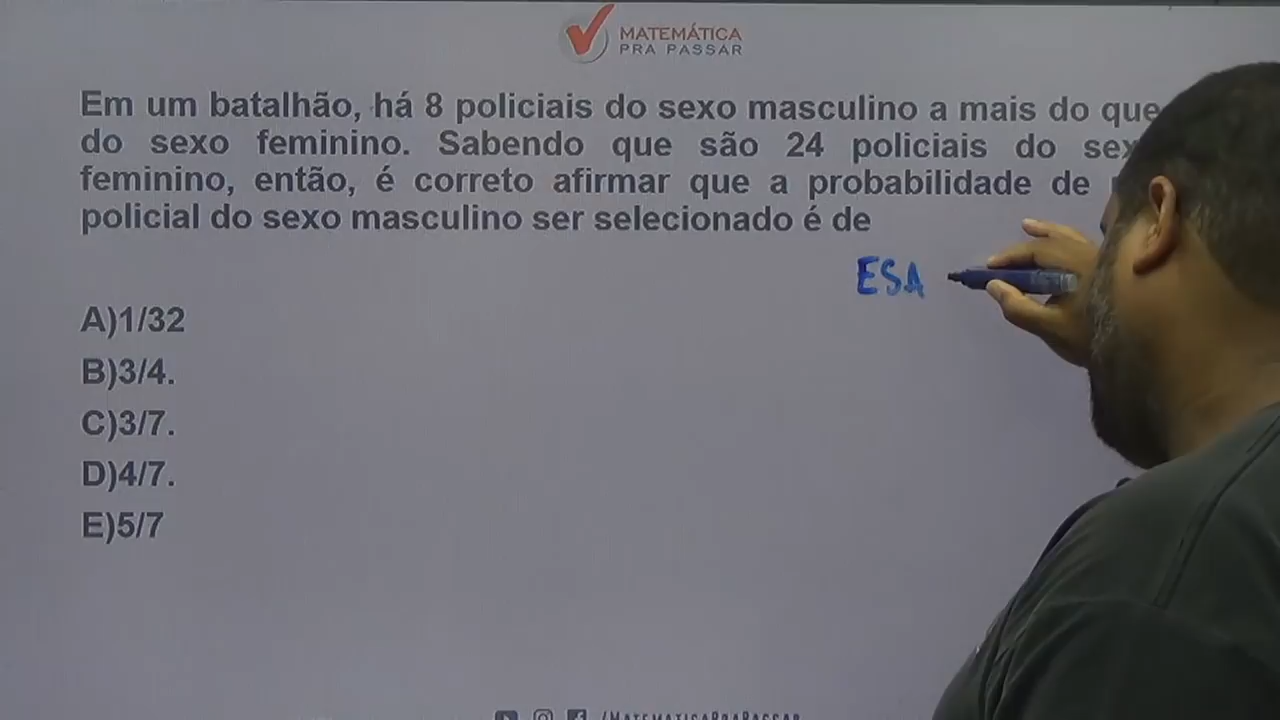 MATEMÁTICA
PRA PASSAR
Em um batalhão, há 8 policiais do sexo masculino a mais do que
do sexo feminino. Sabendo que são 24 policiais do
feminino, então, é correto afirmar que a probabilidade de
policial do sexo masculino ser selecionado é de
ESA
A)1/32
B)3/4.
C)3/7.
D)4/7.
E)5/7
/MATEMATICAPRAPASSAR